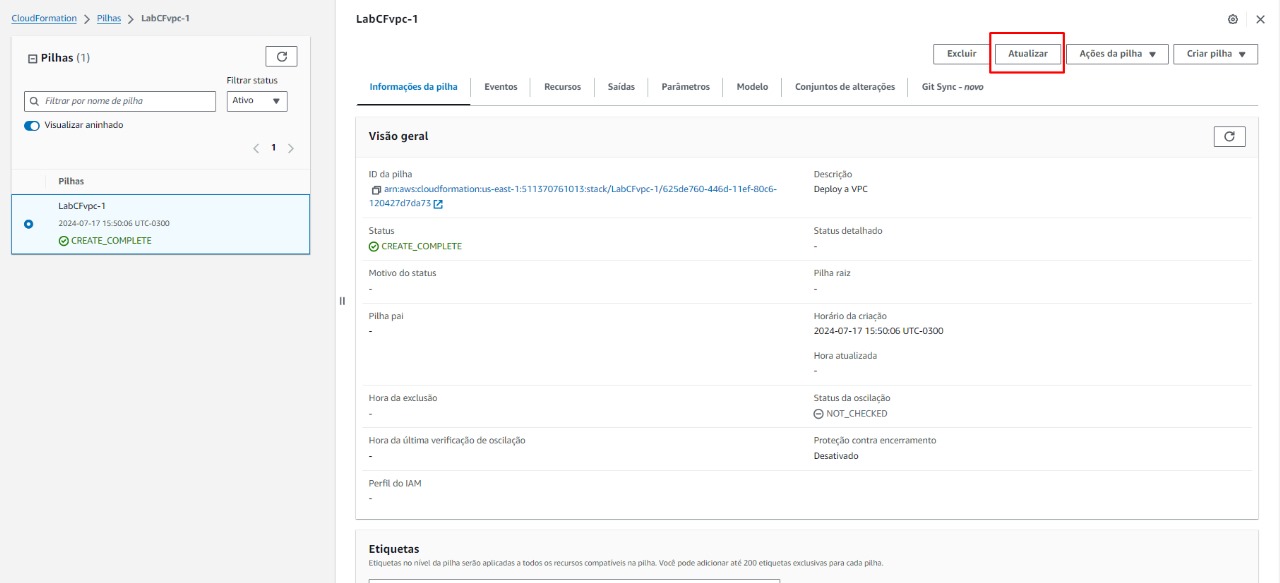 CloudFormation > Pilhas > LabCFvpc-1
Pilhas (1)
Filtrar status
Filtrar por nome de pilha
Ativo
Visualizar aninhado
1
Pilhas
LabCFvpc-1
2024-07-17 15:50:06 UTC-0300
CREATE_COMPLETE
LabCFvpc-1
Excluir
Atualizar
Ações da pilha
Criar pilha
Informações da pilha
Eventos
Recursos
Saídas
Parâmetros
Modelo
Conjuntos de alterações
Git Sync - novo
Visão geral
ID da pilha
arn:aws:cloudformation:us-east-1:511370761013:stack/LabCFvpc-1/625de760-446d-11ef-80c6-
120427d7da73
Descrição
Deploy a VPC
Status
CREATE_COMPLETE
Status detalhado
-
Motivo do status
-
Pilha raiz
-
Pilha pai
-
Horário da criação
2024-07-17 15:50:06 UTC-0300
Hora atualizada
-
Hora da exclusão
-
Status da oscilação
NOT_CHECKED
Hora da última verificação de oscilação
-
Proteção contra encerramento
Desativado
Perfil do IAM
-
Etiquetas
Etiquetas no nível da pilha serão aplicadas a todos os recursos compatíveis na pilha. Você pode adicionar até 200 etiquetas exclusivas para cada pilha.